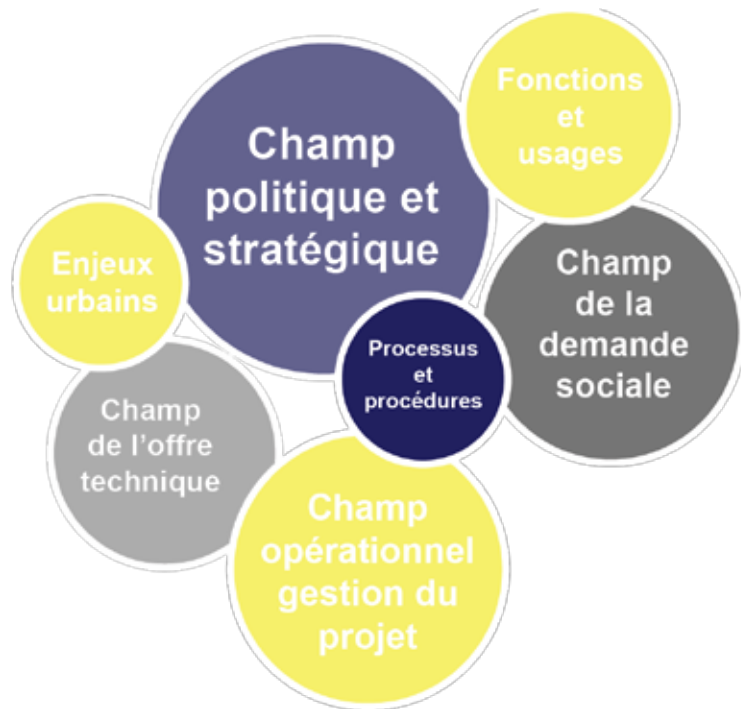 Champ
politique et
stratégique
Fonctions
et
usages
Enjeux
urbains
Champ
de la
demande
sociale
Processus
et
procédures
Champ
de l’offre
technique
Champ
opérationnel
gestion du
projet